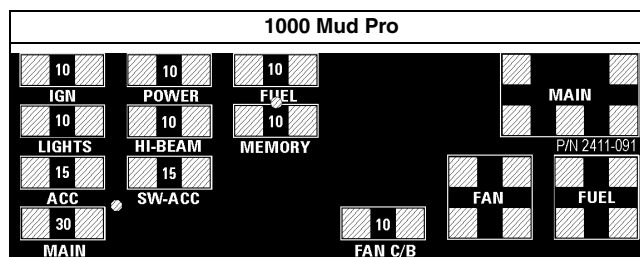 1000 Mud Pro
10 10 10
IGN POWER FUEL MAIN
10 10 10
LIGHTS HI-BEAM MEMORY P/N 2411-091
15 15
ACC SW-ACC FAN FUEL
30 10
MAIN FAN C/B